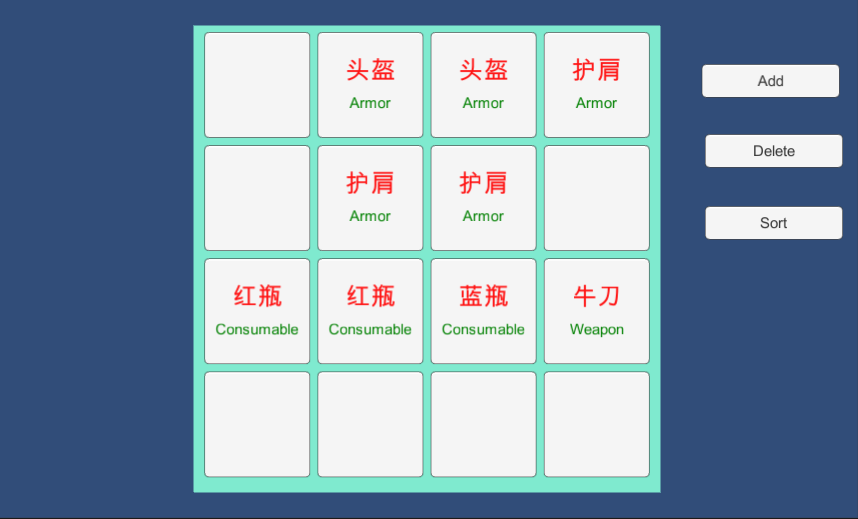 头盔
Armor
头盔
Armor
护肩
Armor
护肩
Armor
护肩
Armor
红瓶
Consumable
红瓶
Consumable
蓝瓶
Consumable
牛刀
Weapon
Add
Delete
Sort